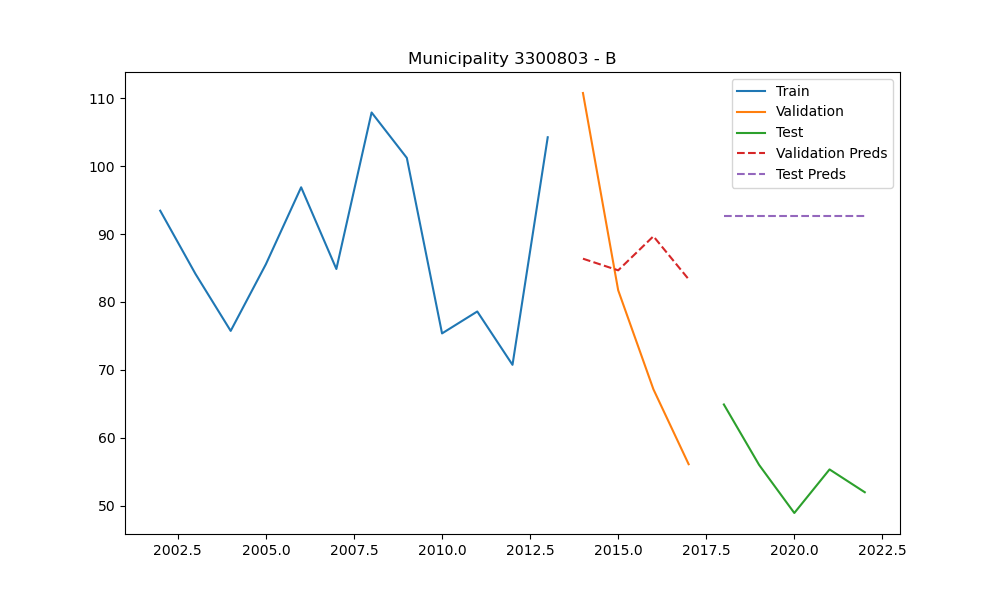 Municipality 3300803 - B
110
100
90
80
70
60
50
2002.5 2005.0 2007.5 2010.0 2012.5 2015.0 2017.5 2020.0 2022.5
Train
Validation
Test
Validation Preds
Test Preds